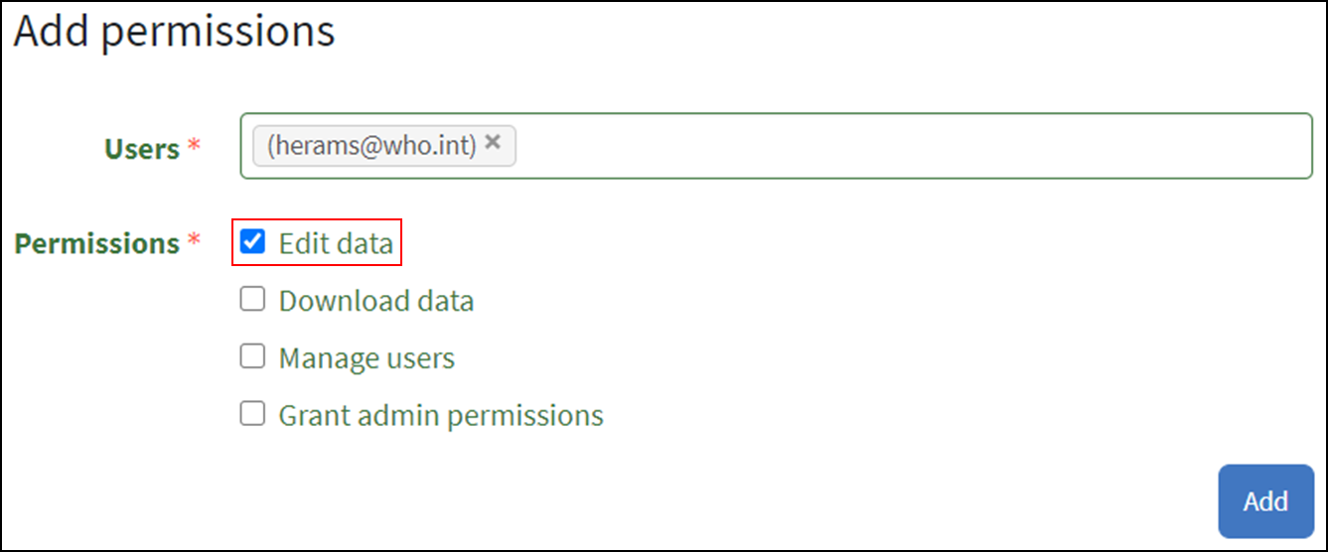 Add permissions
Users *
(herams@who.int) ×
Permissions *
Edit data
Download data
Manage users
Grant admin permissions
Add